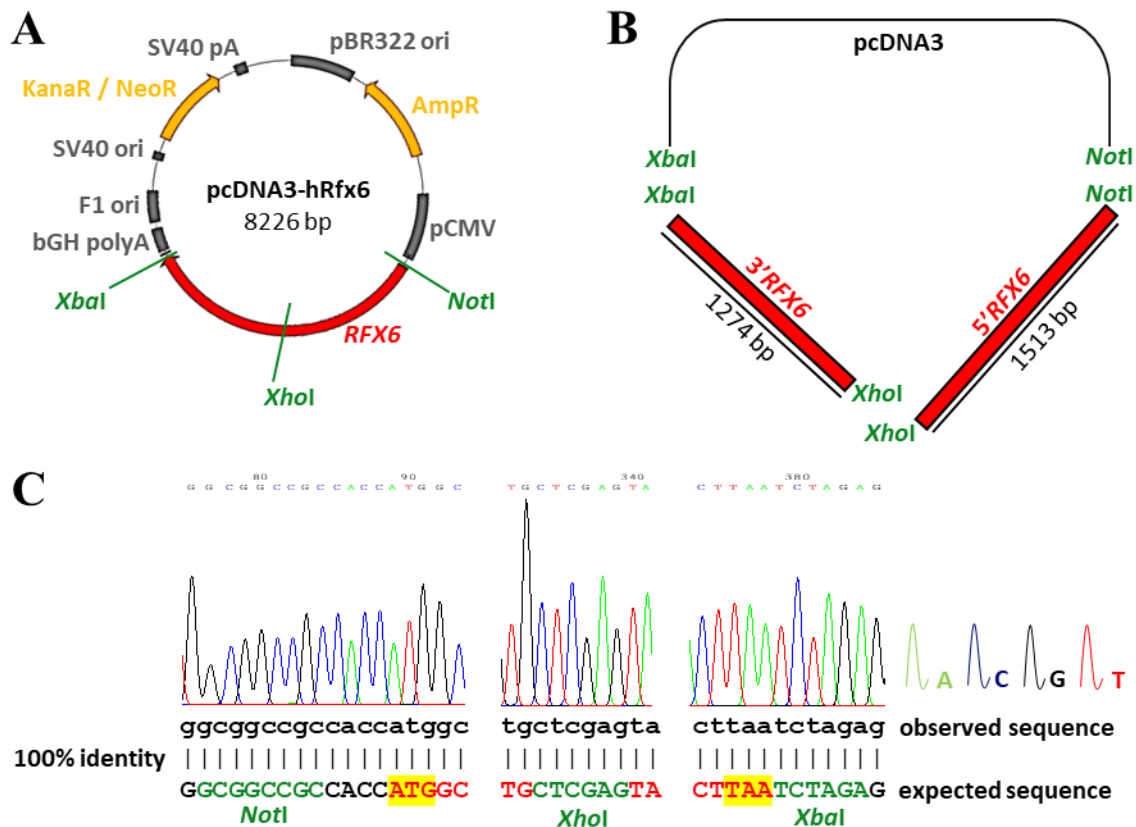 A
SV40 pA
pBR322 ori
KanaR / NeoR
AmpR
SV40 ori
pcDNA3-hRfx6
8226 bp
F1 ori
pCMV
bGH polyA
XbaI
NotI
RFX6
XhoI
B
pcDNA3
XbaI
NotI
XbaI
NotI
3'RFX6
5'RFX6
1274 bp
1513 bp
XhoI
XhoI
C
80 90 340 380
G G C G G C C G C C A C C A T G G C T G C T C G A G T A C T T A A T C T A G A G
A C G T
ggcggccgccaccatggc tgctcgagta cttaatctagag observed sequence
100% identity
GGCGGCCGCCACCATGGC TGCTCGAGTA CTTAATCTAGAG expected sequence
NotI XhoI XbaI